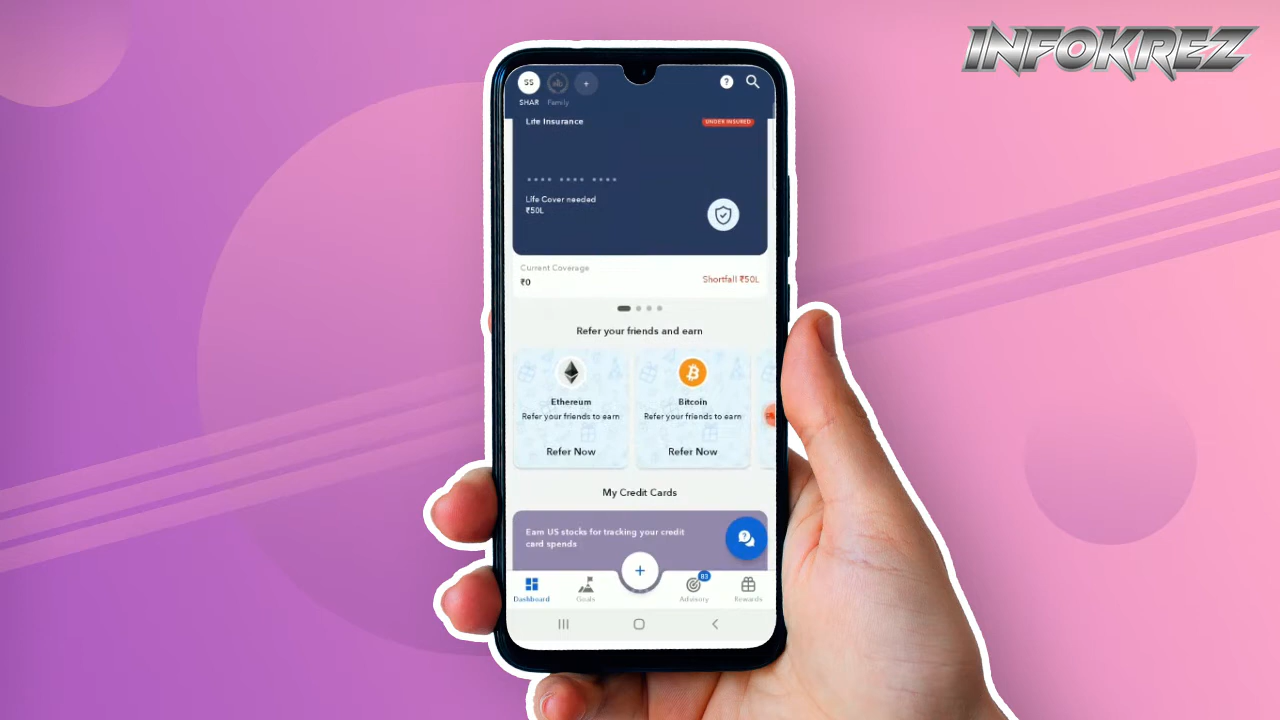 INFOKREZ
SS
+
?
SHAR Family
Life Insurance
UNDER INSURED
**** **** ****
Life Cover needed
₹50L
Current Coverage
₹0
Shortfall ₹50L
Refer your friends and earn
Ethereum
Refer your friends to earn
Refer Now
Bitcoin
Refer your friends to earn
Refer Now
My Credit Cards
Earn US stocks for tracking your credit
card spends
?
+
83
Dashboard
Goals
Advisory
Rewards